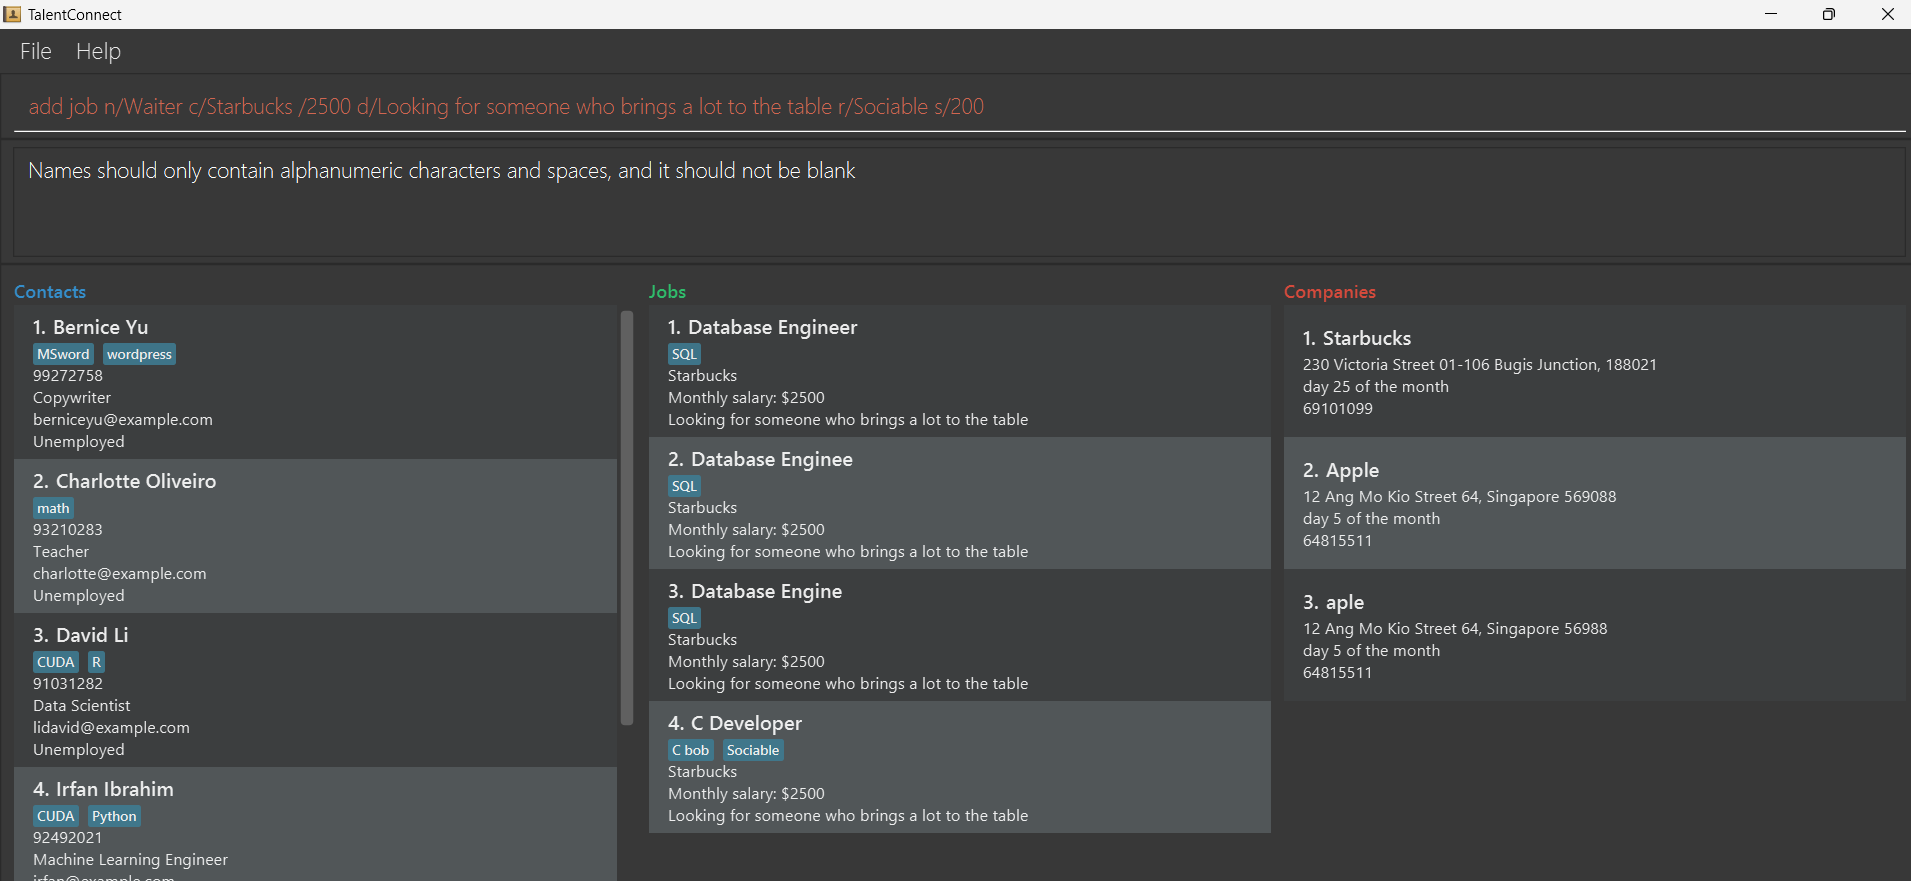 TalentConnect
File Help
add job n/Waiter c/Starbucks /2500 d/Looking for someone who brings a lot to the table r/Sociable s/200
Names should only contain alphanumeric characters and spaces, and it should not be blank
Contacts
1. Bernice Yu
MSword wordpress
99272758
Copywriter
berniceyu@example.com
Unemployed
2. Charlotte Oliveiro
math
93210283
Teacher
charlotte@example.com
Unemployed
3. David Li
CUDA R
91031282
Data Scientist
lidavid@example.com
Unemployed
4. Irfan Ibrahim
CUDA Python
92492021
Machine Learning Engineer
irfan@example.com
Jobs
1. Database Engineer
SQL
Starbucks
Monthly salary: $2500
Looking for someone who brings a lot to the table
2. Database Enginee
SQL
Starbucks
Monthly salary: $2500
Looking for someone who brings a lot to the table
3. Database Engine
SQL
Starbucks
Monthly salary: $2500
Looking for someone who brings a lot to the table
4. C Developer
C bob Sociable
Starbucks
Monthly salary: $2500
Looking for someone who brings a lot to the table
Companies
1. Starbucks
230 Victoria Street 01-106 Bugis Junction, 188021
day 25 of the month
69101099
2. Apple
12 Ang Mo Kio Street 64, Singapore 569088
day 5 of the month
64815511
3. aple
12 Ang Mo Kio Street 64, Singapore 56988
day 5 of the month
64815511